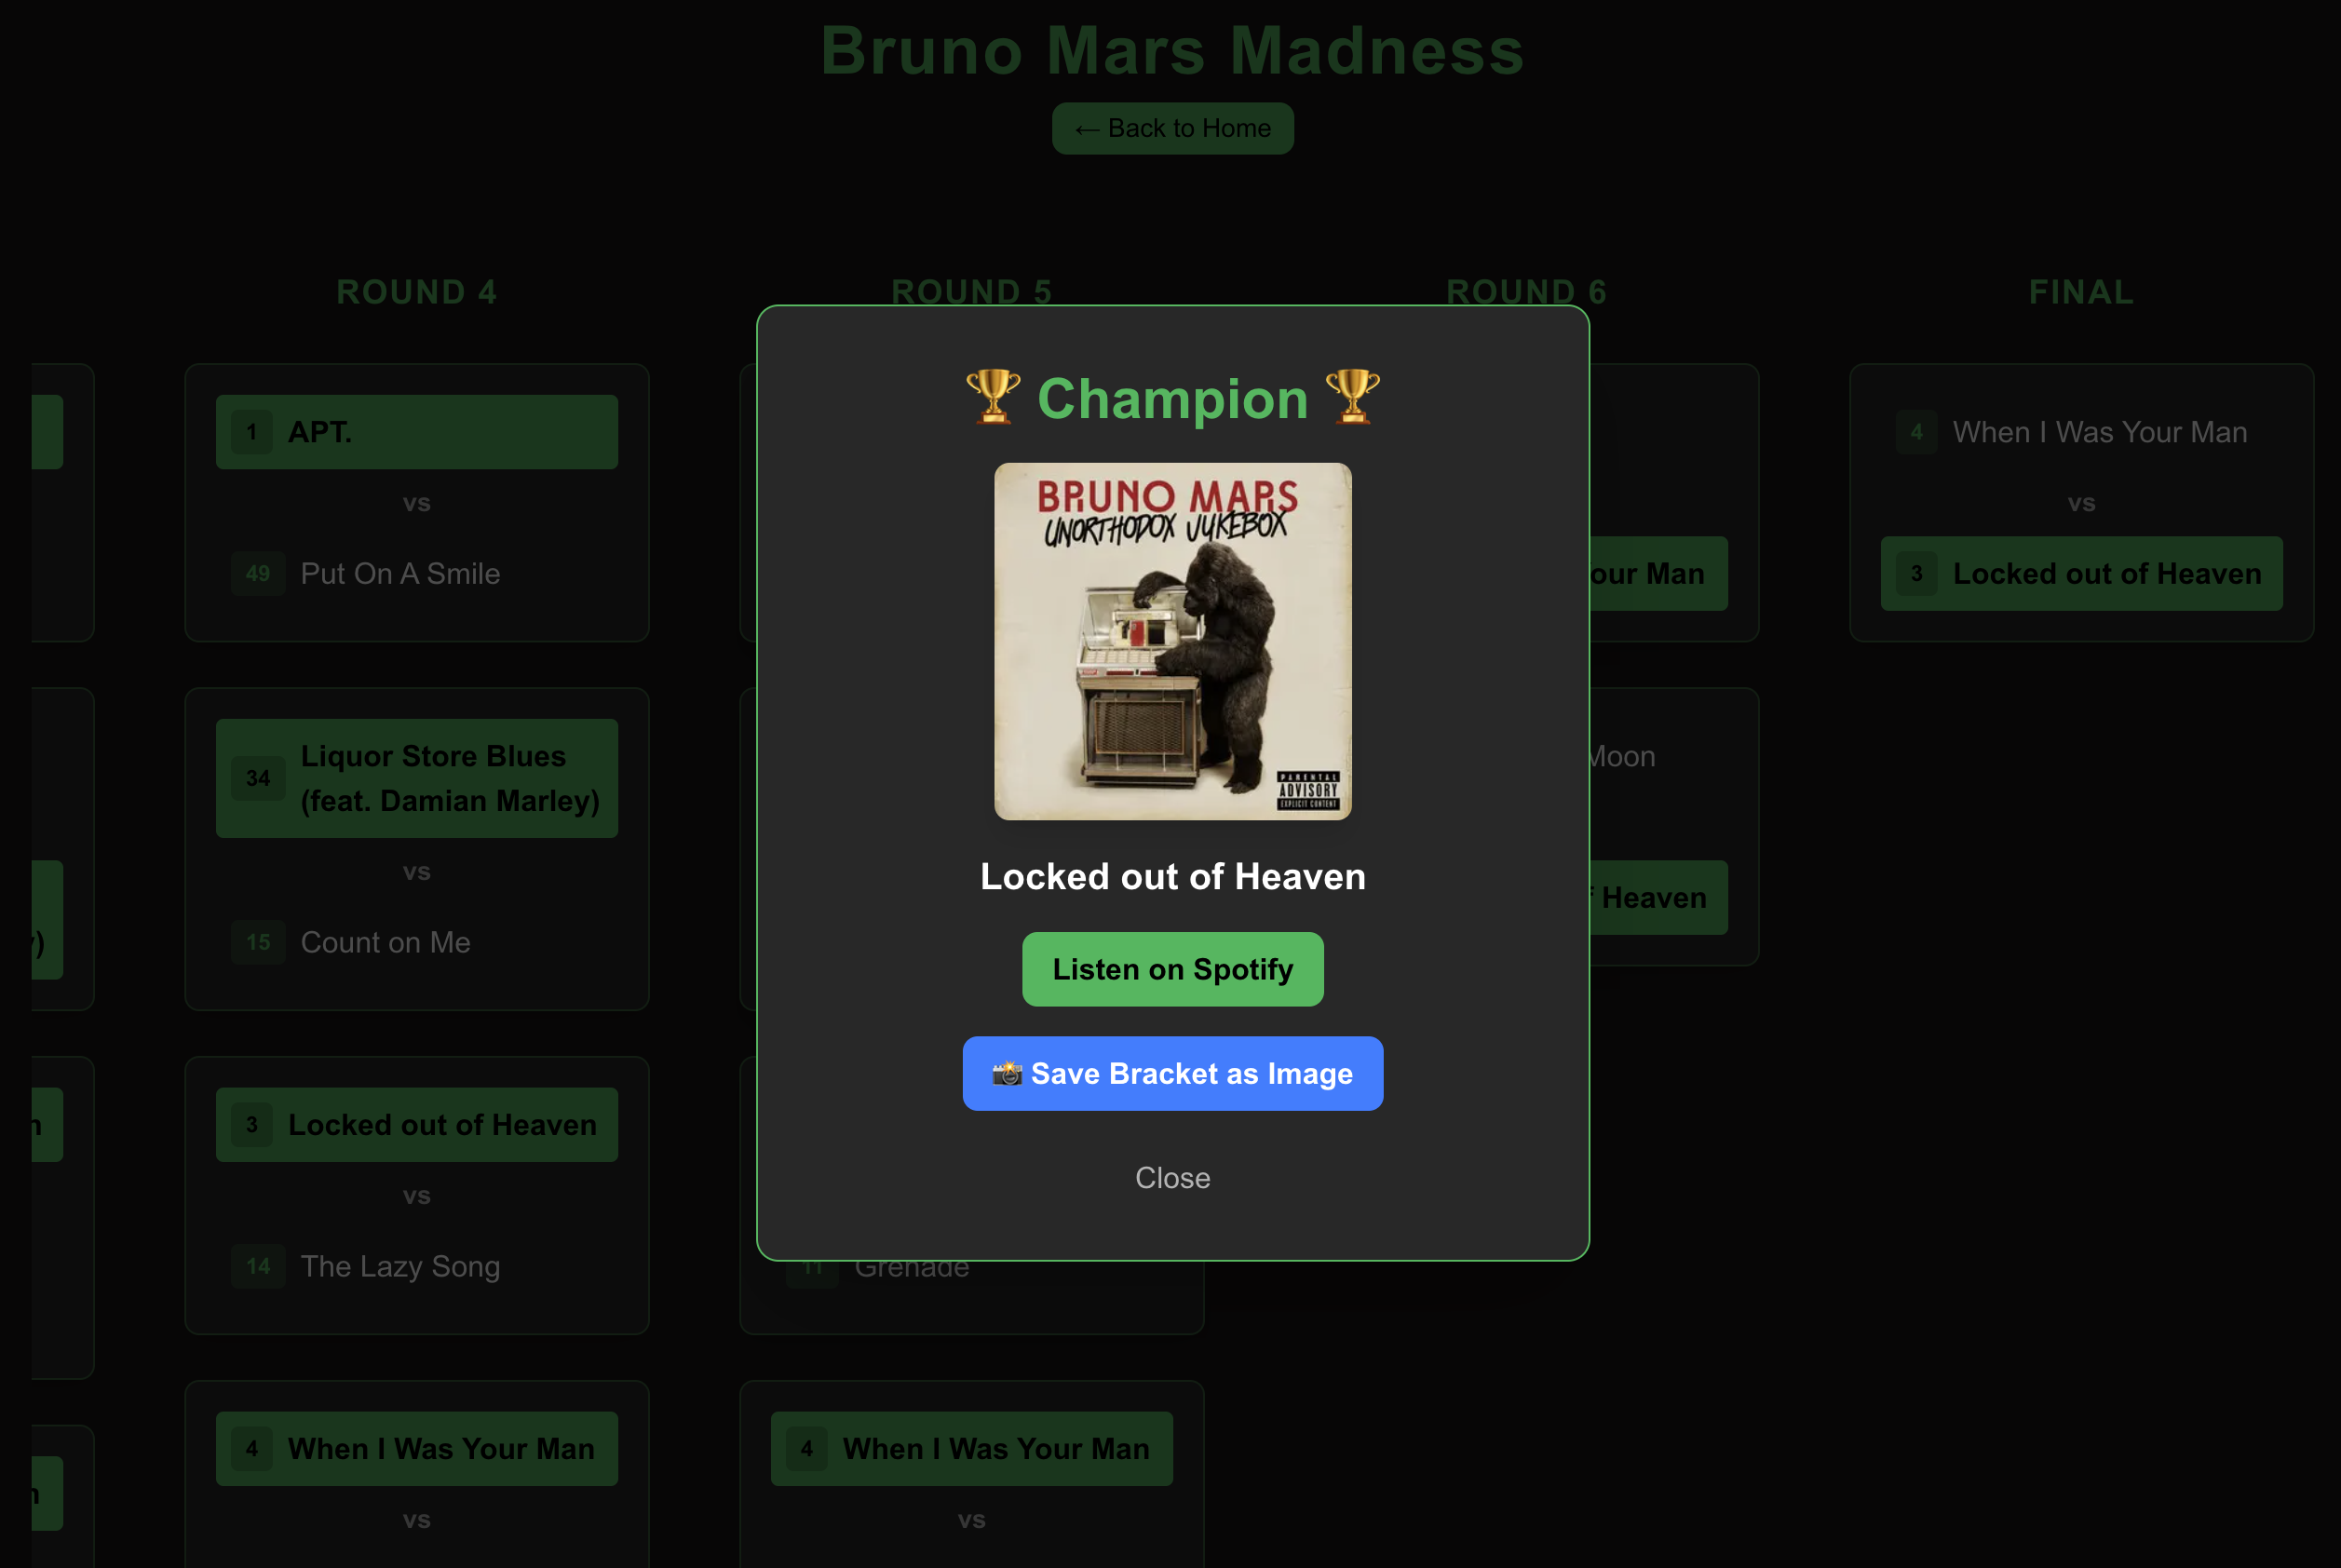 Bruno Mars Madness
← Back to Home
ROUND 4
ROUND 5
ROUND 6
FINAL
1 APT.
vs
49 Put On A Smile
34 Liquor Store Blues
(feat. Damian Marley)
vs
15 Count on Me
3 Locked out of Heaven
vs
14 The Lazy Song
4 When I Was Your Man
vs
🏆 Champion 🏆
BRUNO MARS
UNORTHODOX JUKEBOX
PARENTAL
ADVISORY
EXPLICIT CONTENT
Locked out of Heaven
Listen on Spotify
📸 Save Bracket as Image
Close
11 Grenade
4 When I Was Your Man
vs
our Man
Moon
Heaven
4 When I Was Your Man
vs
3 Locked out of Heaven